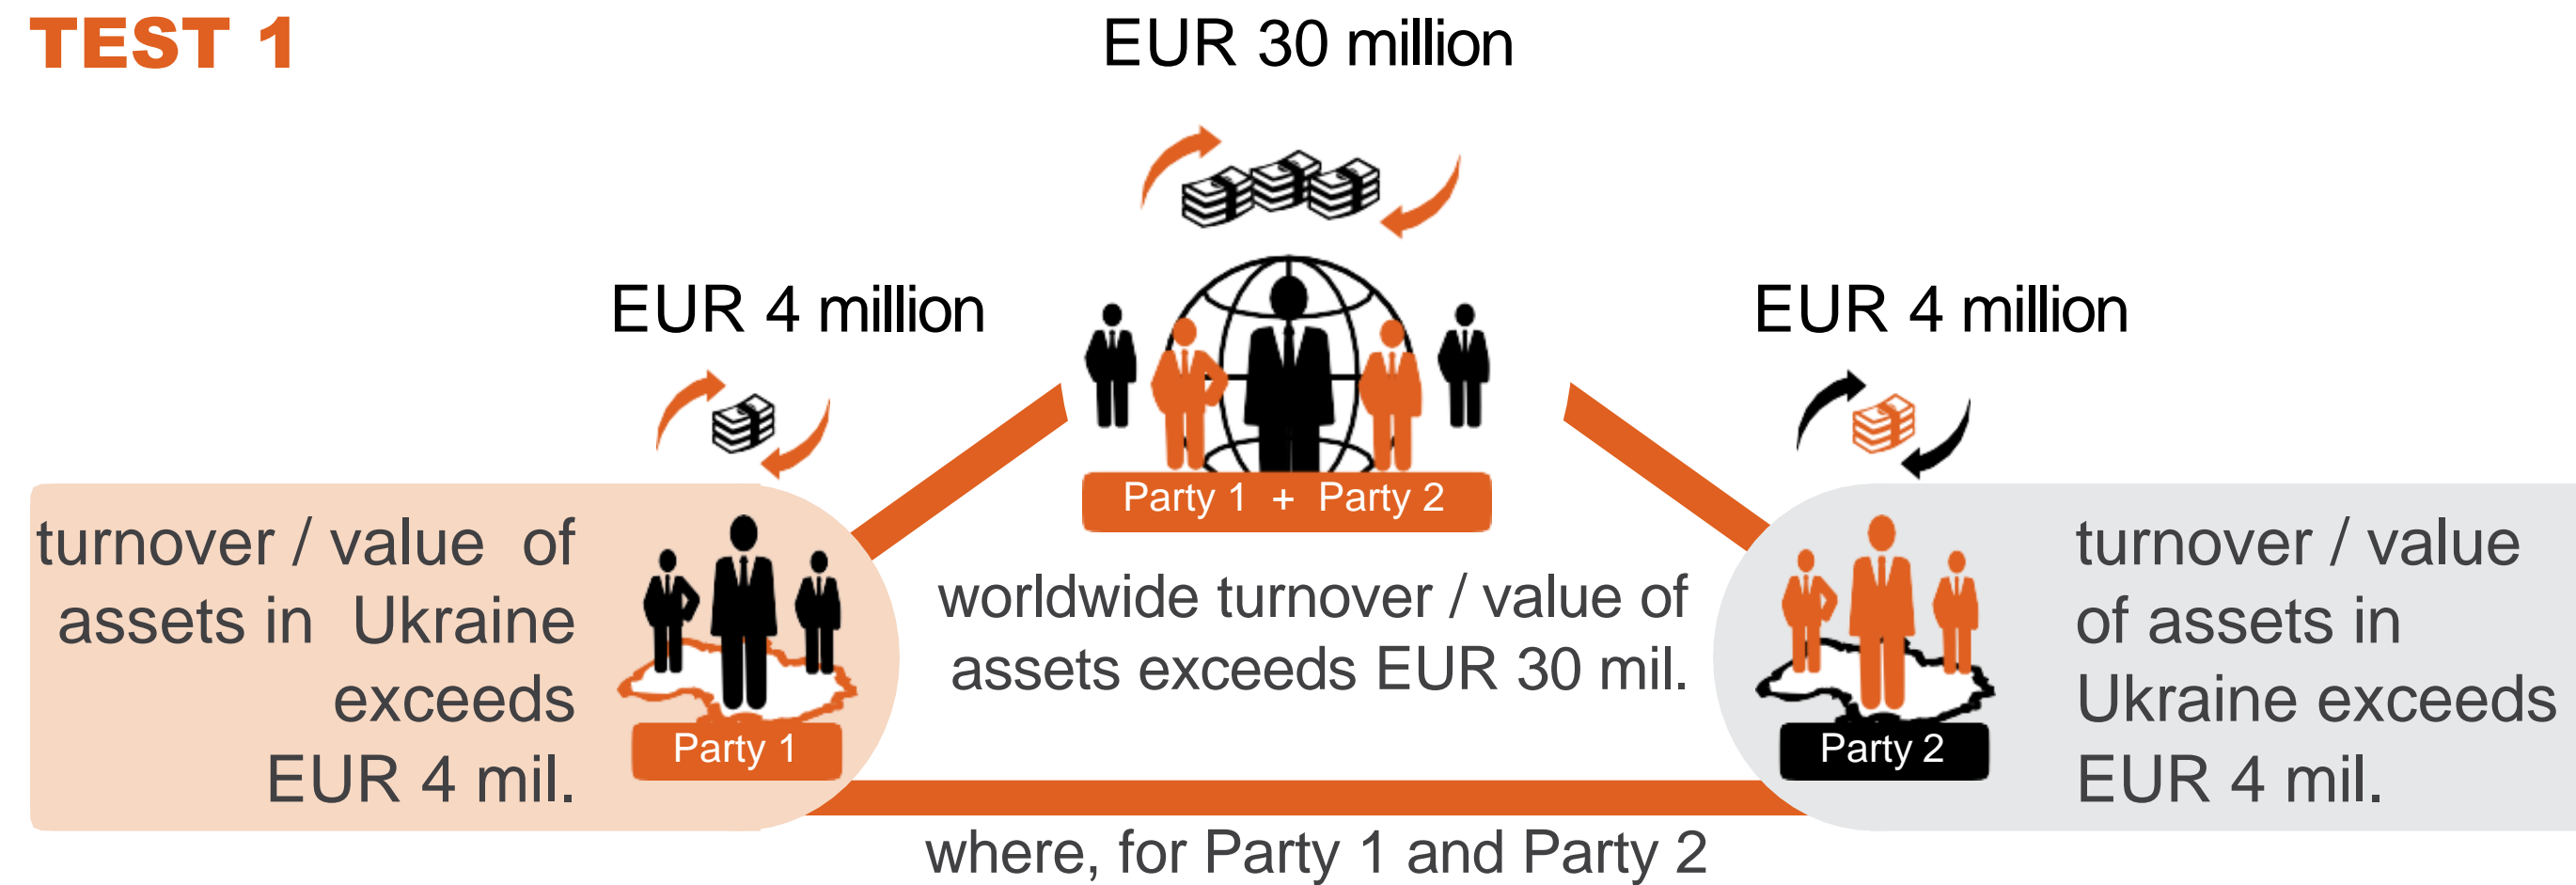 TEST 1
EUR 30 million
EUR 4 million
EUR 4 million
Party 1 + Party 2
turnover / value of
assets in Ukraine
exceeds
EUR 4 mil.
Party 1
worldwide turnover / value of
assets exceeds EUR 30 mil.
Party 2
turnover / value
of assets in
Ukraine exceeds
EUR 4 mil.
where, for Party 1 and Party 2